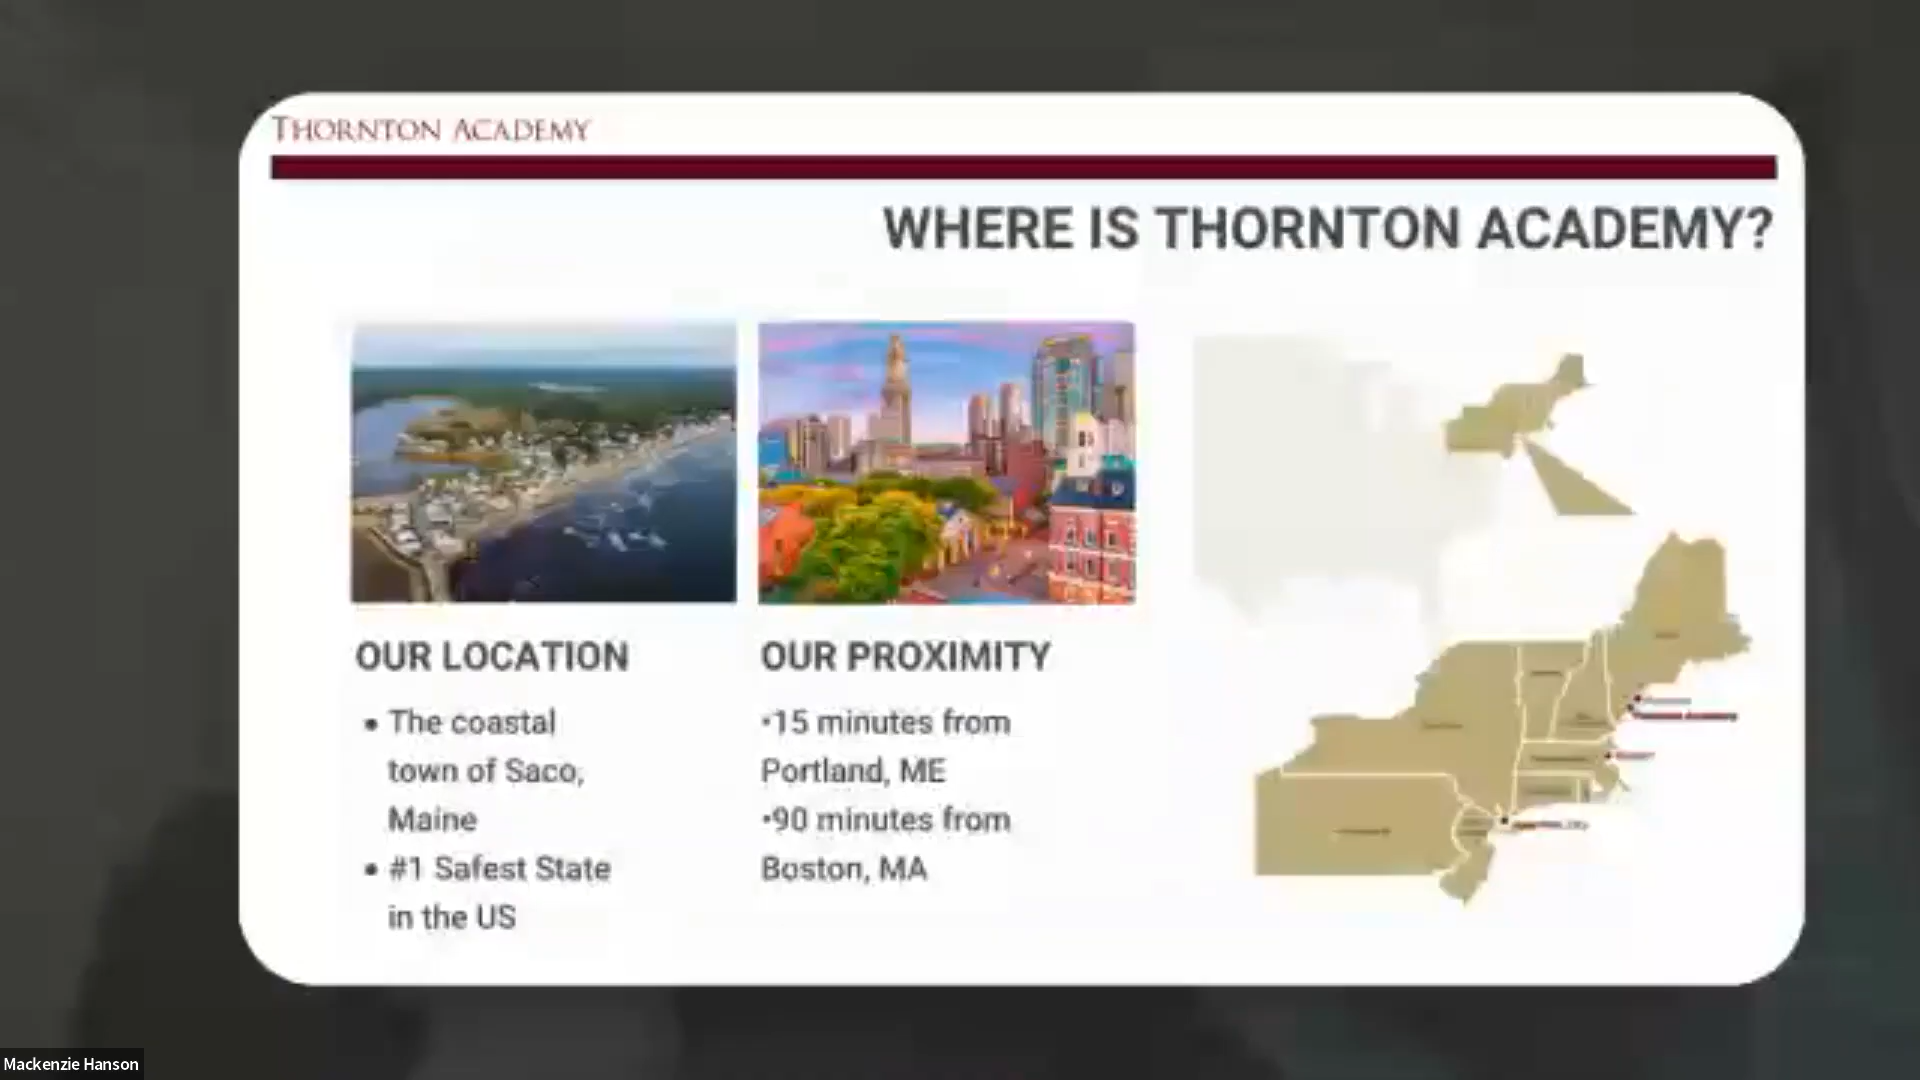 THORNTON ACADEMY
WHERE IS THORNTON ACADEMY?
OUR LOCATION
• The coastal
town of Saco,
Maine
• #1 Safest State
in the US
OUR PROXIMITY
•15 minutes from
Portland, ME
•90 minutes from
Boston, MA
Mackenzie Hanson